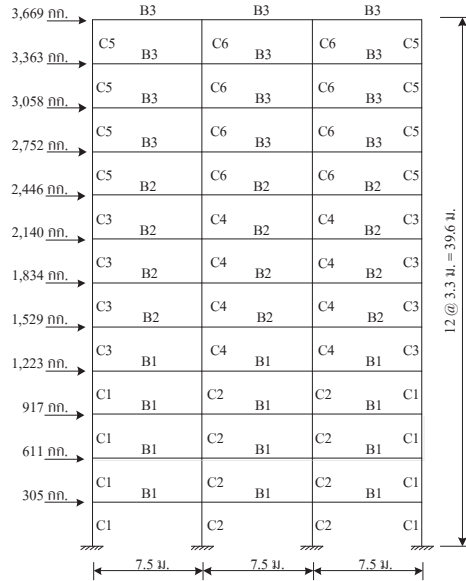 B3 B3 B3
3,669 กก.
C5 C6 C6 C5
3,363 กก. B3 B3 B3
C5 C6 C6 C5
3,058 กก. B3 B3 B3
C5 C6 C6 C5
2,752 กก. B3 B3 B3
C5 C6 C6 C5
2,446 กก. B2 B2 B2
C3 C4 C4 C3
2,140 กก. B2 B2 B2
C3 C4 C4 C3
1,834 กก. B2 B2 B2
C3 C4 C4 C3
1,529 กก. B2 B2 B2
C3 C4 C4 C3
1,223 กก. B1 B1 B1
C1 C2 C2 C1
917 กก. B1 B1 B1
C1 C2 C2 C1
611 กก. B1 B1 B1
C1 C2 C2 C1
305 กก. B1 B1 B1
C1 C2 C2 C1
7.5 ม. 7.5 ม. 7.5 ม.
12 @ 3.3 ม. = 39.6 ม.